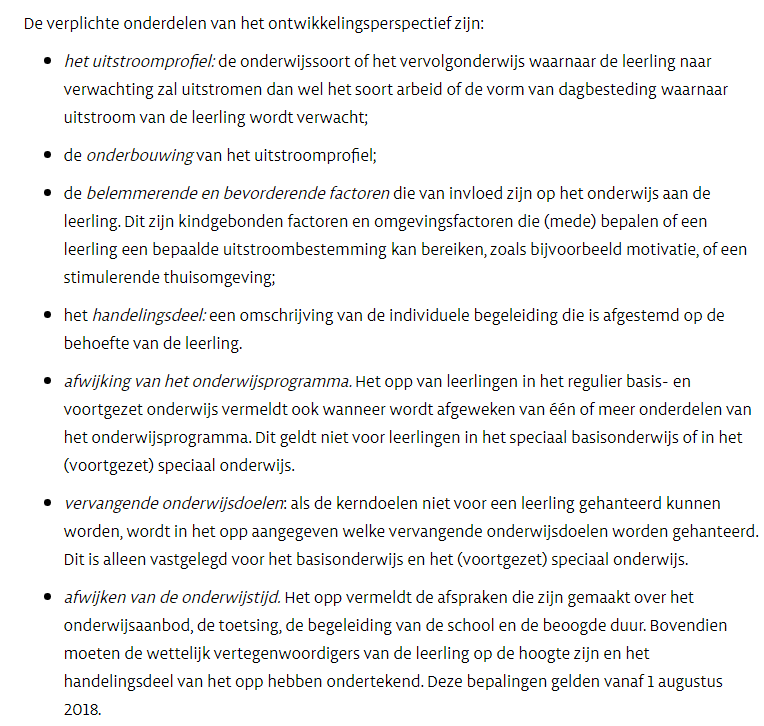 De verplichte onderdelen van het ontwikkelingsperspectief zijn:
• het uitstroomprofiel: de onderwijssoort of het vervolgonderwijs waarnaar de leerling naar
verwachting zal uitstromen dan wel het soort arbeid of de vorm van dagbesteding waarnaar
uitstroom van de leerling wordt verwacht;
• de onderbouwing van het uitstroomprofiel;
• de belemmerende en bevorderende factoren die van invloed zijn op het onderwijs aan de
leerling. Dit zijn kindgebonden factoren en omgevingsfactoren die (mede) bepalen of een
leerling een bepaalde uitstroombestemming kan bereiken, zoals bijvoorbeeld motivatie, of een
stimulerende thuisomgeving;
• het handelingsdeel: een omschrijving van de individuele begeleiding die is afgestemd op de
behoefte van de leerling.
• afwijking van het onderwijsprogramma. Het opp van leerlingen in het regulier basis- en
voortgezet onderwijs vermeldt ook wanneer wordt afgeweken van één of meer onderdelen van
het onderwijsprogramma. Dit geldt niet voor leerlingen in het speciaal basisonderwijs of in het
(voortgezet) speciaal onderwijs.
• vervangende onderwijsdoelen: als de kerndoelen niet voor een leerling gehanteerd kunnen
worden, wordt in het opp aangegeven welke vervangende onderwijsdoelen worden gehanteerd.
Dit is alleen vastgelegd voor het basisonderwijs en het (voortgezet) speciaal onderwijs.
• afwijken van de onderwijstijd. Het opp vermeldt de afspraken die zijn gemaakt over het
onderwijsaanbod, de toetsing, de begeleiding van de school en de beoogde duur. Bovendien
moeten de wettelijk vertegenwoordigers van de leerling op de hoogte zijn en het
handelingsdeel van het opp hebben ondertekend. Deze bepalingen gelden vanaf 1 augustus
2018.